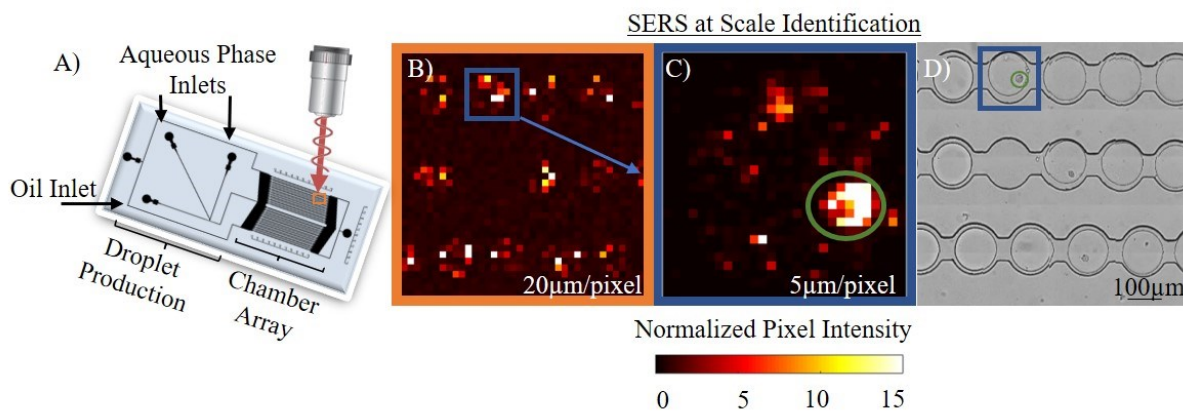 SERS at Scale Identification
A)
Aqueous Phase
Inlets
Oil Inlet
Droplet
Production
Chamber
Array
B)
20µm/pixel
C)
5µm/pixel
D)
100µm
Normalized Pixel Intensity
0 5 10 15